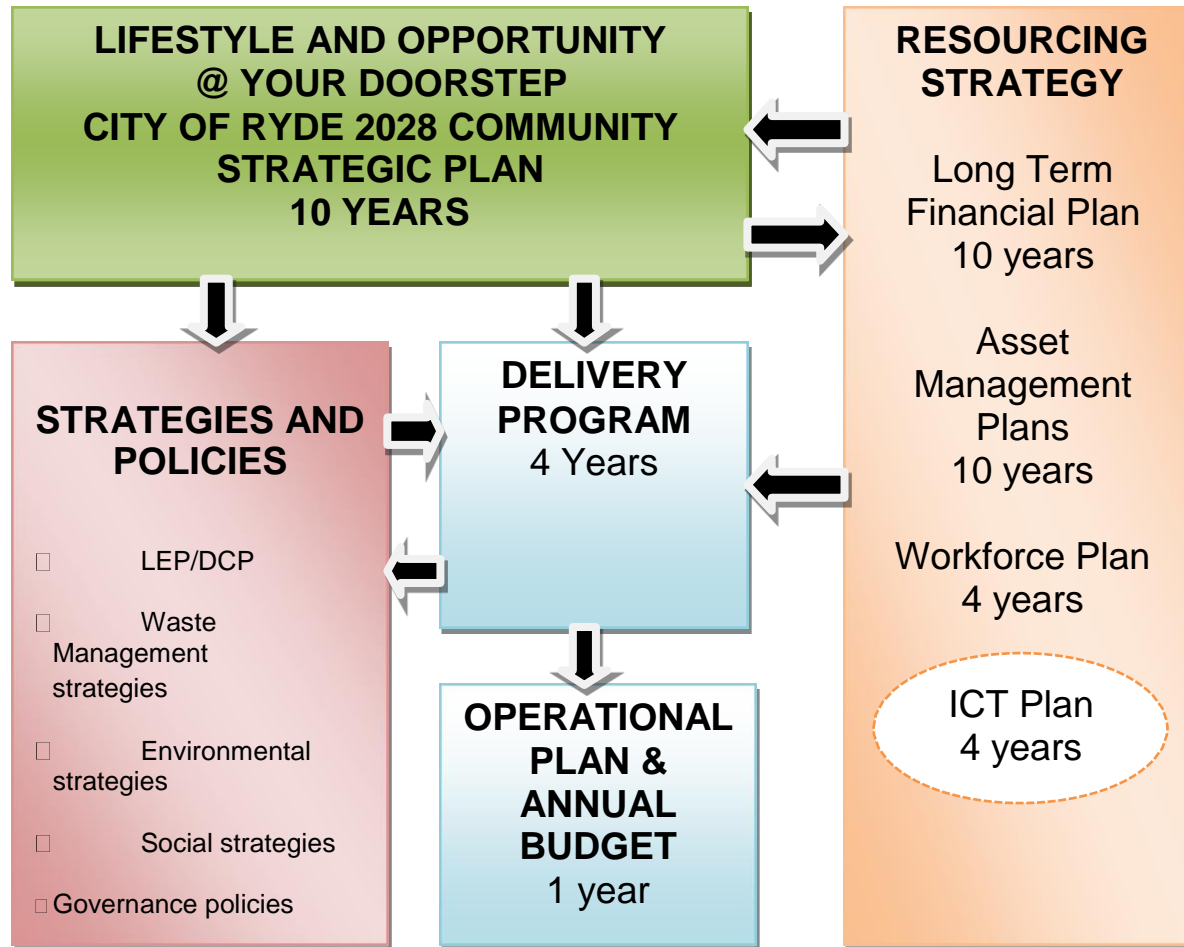 LIFESTYLE AND OPPORTUNITY
@ YOUR DOORSTEP
CITY OF RYDE 2028 COMMUNITY
STRATEGIC PLAN
10 YEARS
RESOURCING
STRATEGY
Long Term
Financial Plan
10 years
Asset
Management
Plans
10 years
Workforce Plan
4 years
ICT Plan
4 years
STRATEGIES AND
POLICIES
LEP/DCP
Waste
Management
strategies
Environmental
strategies
Social strategies
Governance policies
DELIVERY
PROGRAM
4 Years
OPERATIONAL
PLAN &
ANNUAL
BUDGET
1 year